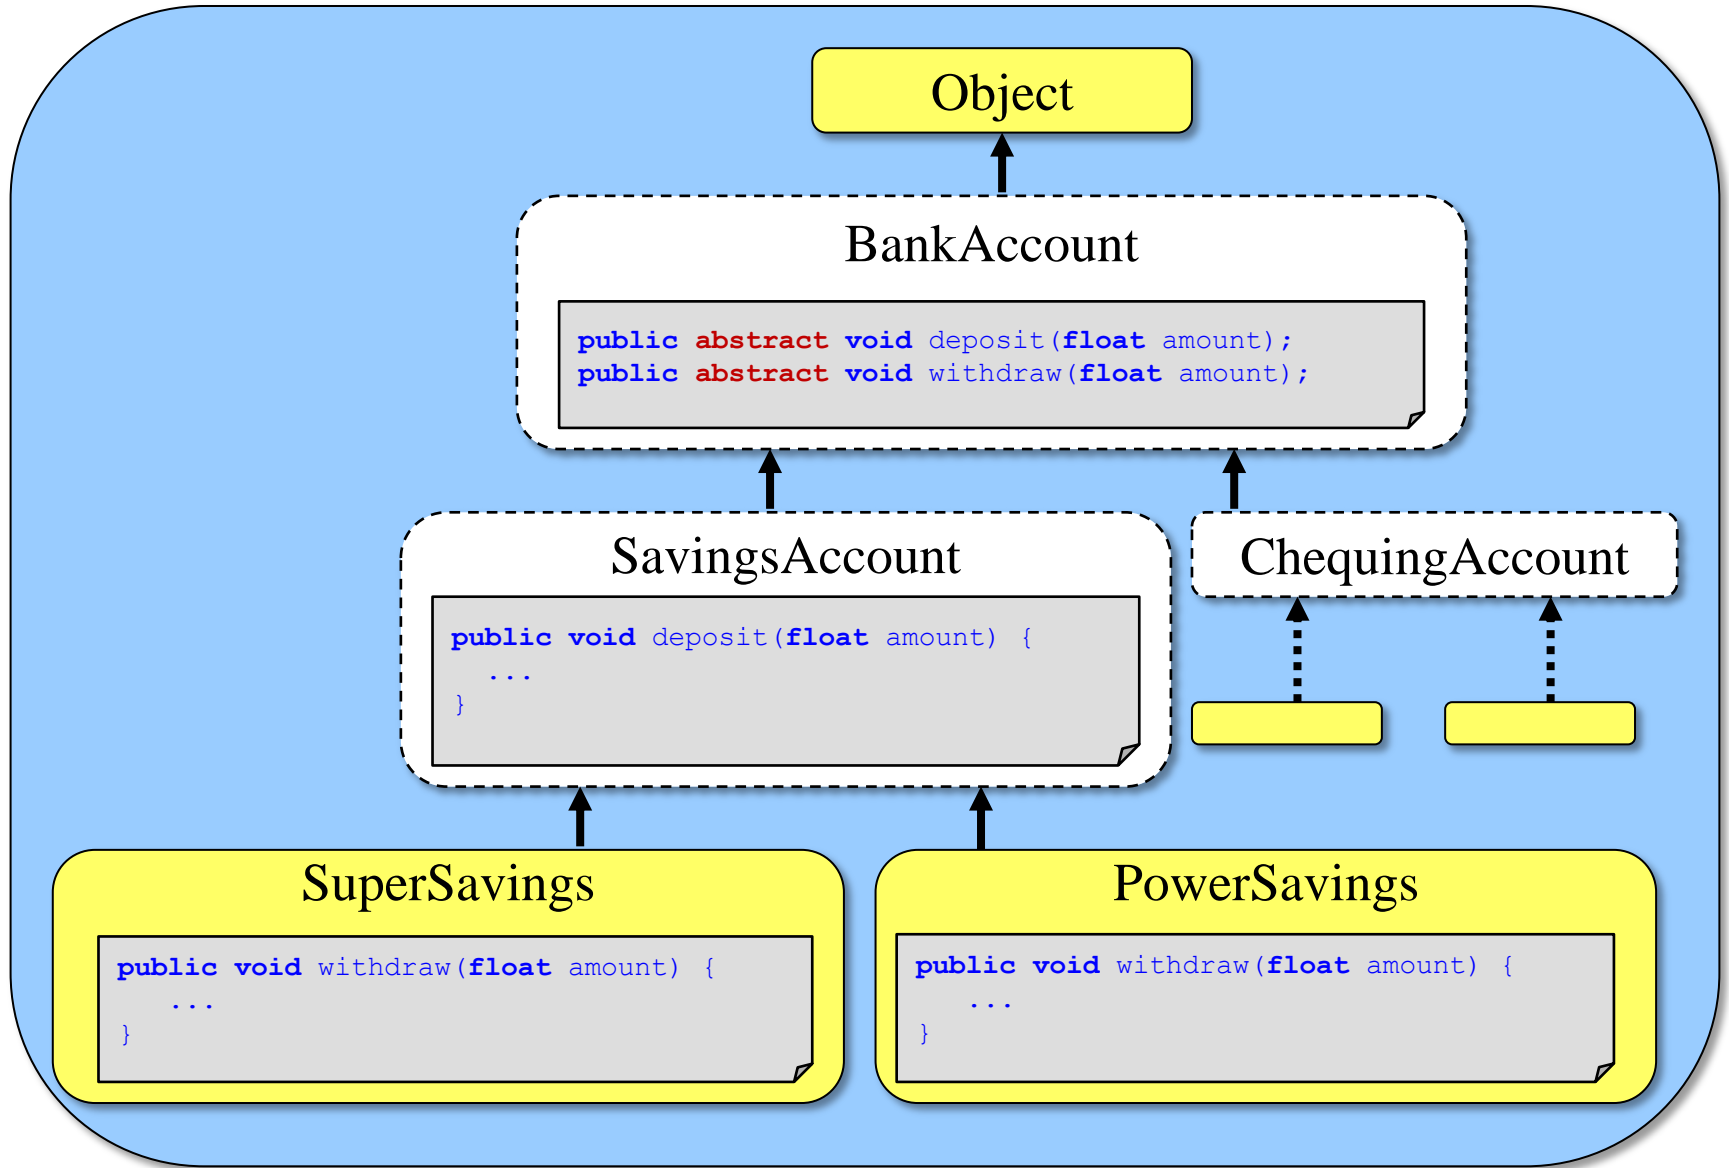 Object
BankAccount
public abstract void deposit(float amount);
public abstract void withdraw(float amount);
SavingsAccount
public void deposit(float amount) {
...
}
ChequingAccount
SuperSavings
public void withdraw(float amount) {
...
}
PowerSavings
public void withdraw(float amount) {
...
}